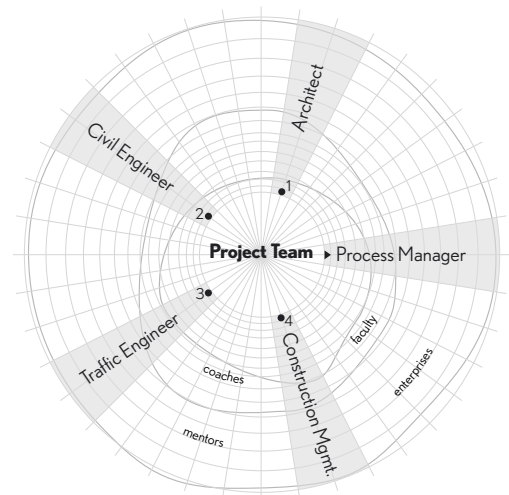 Architect
1
Civil Engineer
2
Project Team
Process Manager
3
Traffic Engineer
4
Construction Mgmt.
faculty
coaches
enterprises
mentors